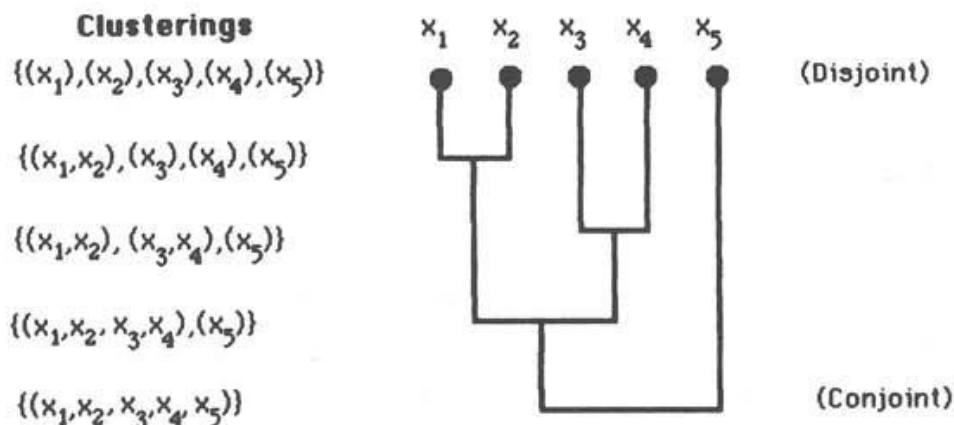 Clusterings x₁ x₂ x₃ x₄ x₅
{(x₁),(x₂),(x₃),(x₄),(x₅)} (Disjoint)
{(x₁,x₂),(x₃),(x₄),(x₅)}
{(x₁,x₂), (x₃,x₄),(x₅)}
{(x₁,x₂, x₃,x₄),(x₅)}
{(x₁,x₂, x₃,x₄, x₅)} (Conjoint)